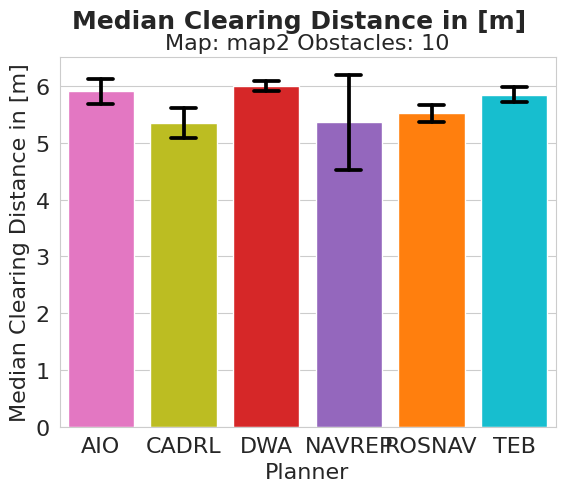 Median Clearing Distance in [m]
Map: map2 Obstacles: 10
Median Clearing Distance in [m]
6
5
4
3
2
1
0
AIO CADRL DWA NAVREP ROSNAV TEB
Planner